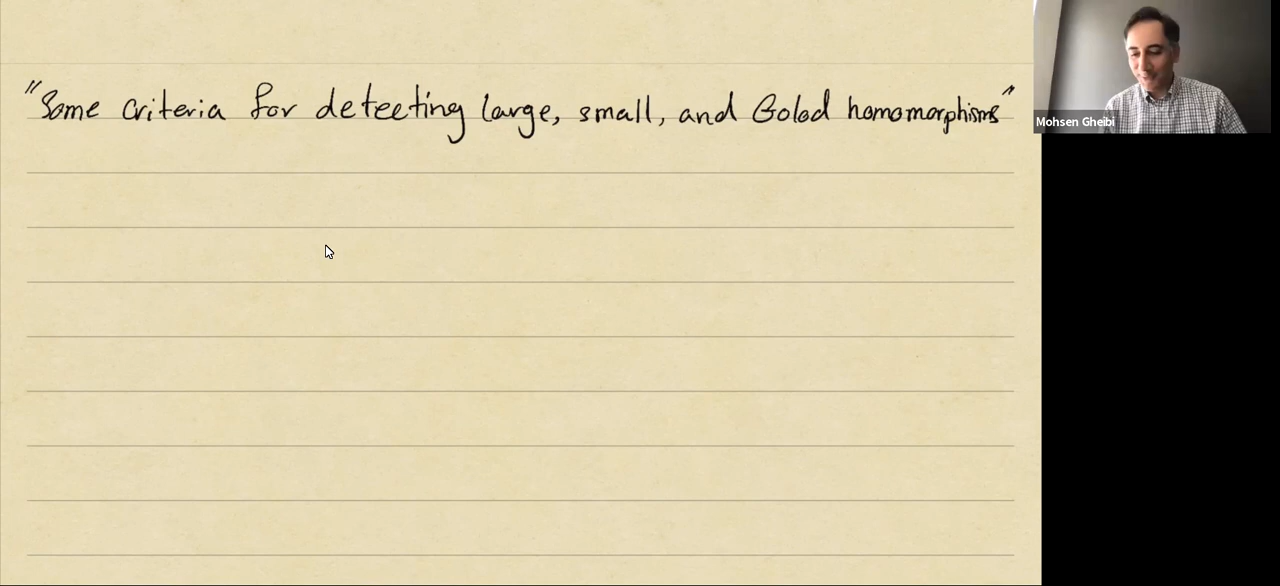 "Some criteria for detecting large, small, and Golod homomorphisms"
Mohsen Gheibi